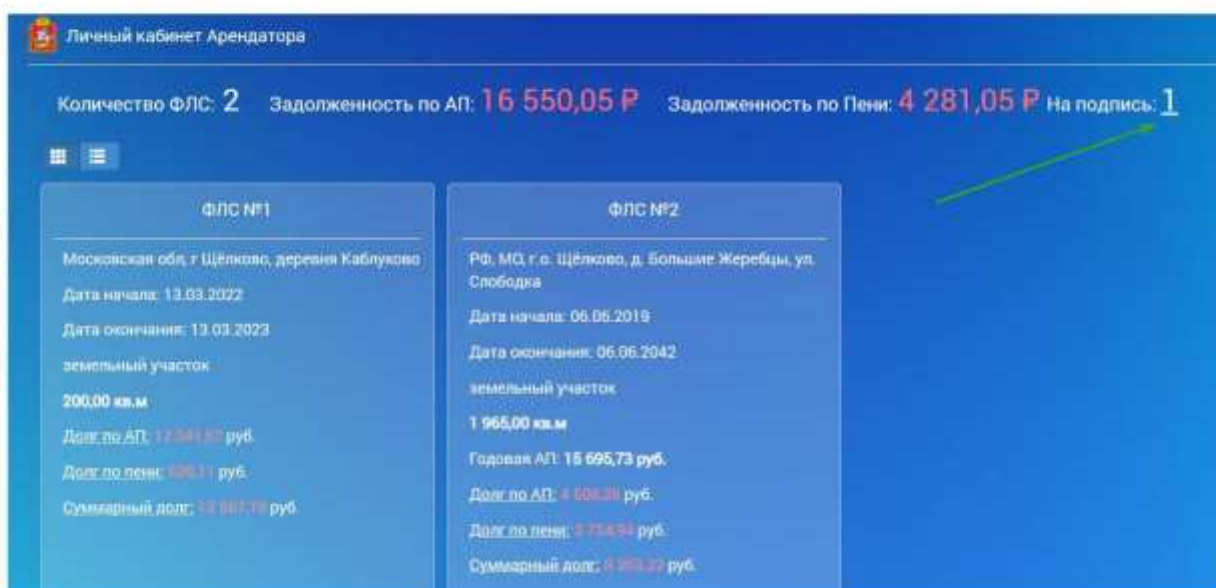 Личный кабинет Арендатора
Количество ФЛС: 2 Задолженность по АП: 16 550,05 ₽ Задолженность по Пени: 4 281,05 ₽ На подпись: 1
ФЛС №1
Московская обл, г Щёлково, деревня Каблуково
Дата начала: 13.03.2022
Дата окончания: 13.03.2023
земельный участок
200,00 кв.м
Долг по АП: руб.
Долг по пени: руб.
Суммарный долг: руб.
ФЛС №2
РФ, МО, г.о. Щёлково, д. Большие Жеребцы, ул.
Слободка
Дата начала: 06.06.2019
Дата окончания: 06.06.2042
земельный участок
1 965,00 кв.м
Годовая АП: 15 695,73 руб.
Долг по АП: руб.
Долг по пени: руб.
Суммарный долг: руб.